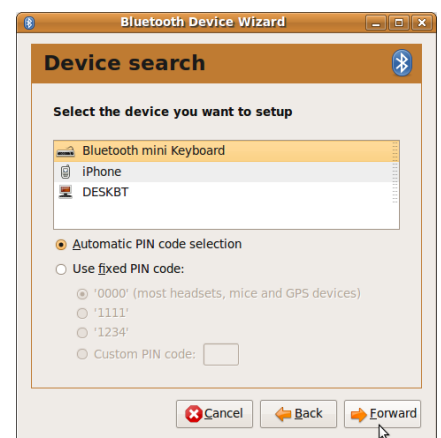 Bluetooth Device Wizard
Device search
Select the device you want to setup
Bluetooth mini Keyboard
iPhone
DESKBT
Automatic PIN code selection
Use fixed PIN code:
'0000' (most headsets, mice and GPS devices)
'1111'
'1234'
Custom PIN code:
Cancel Back Forward